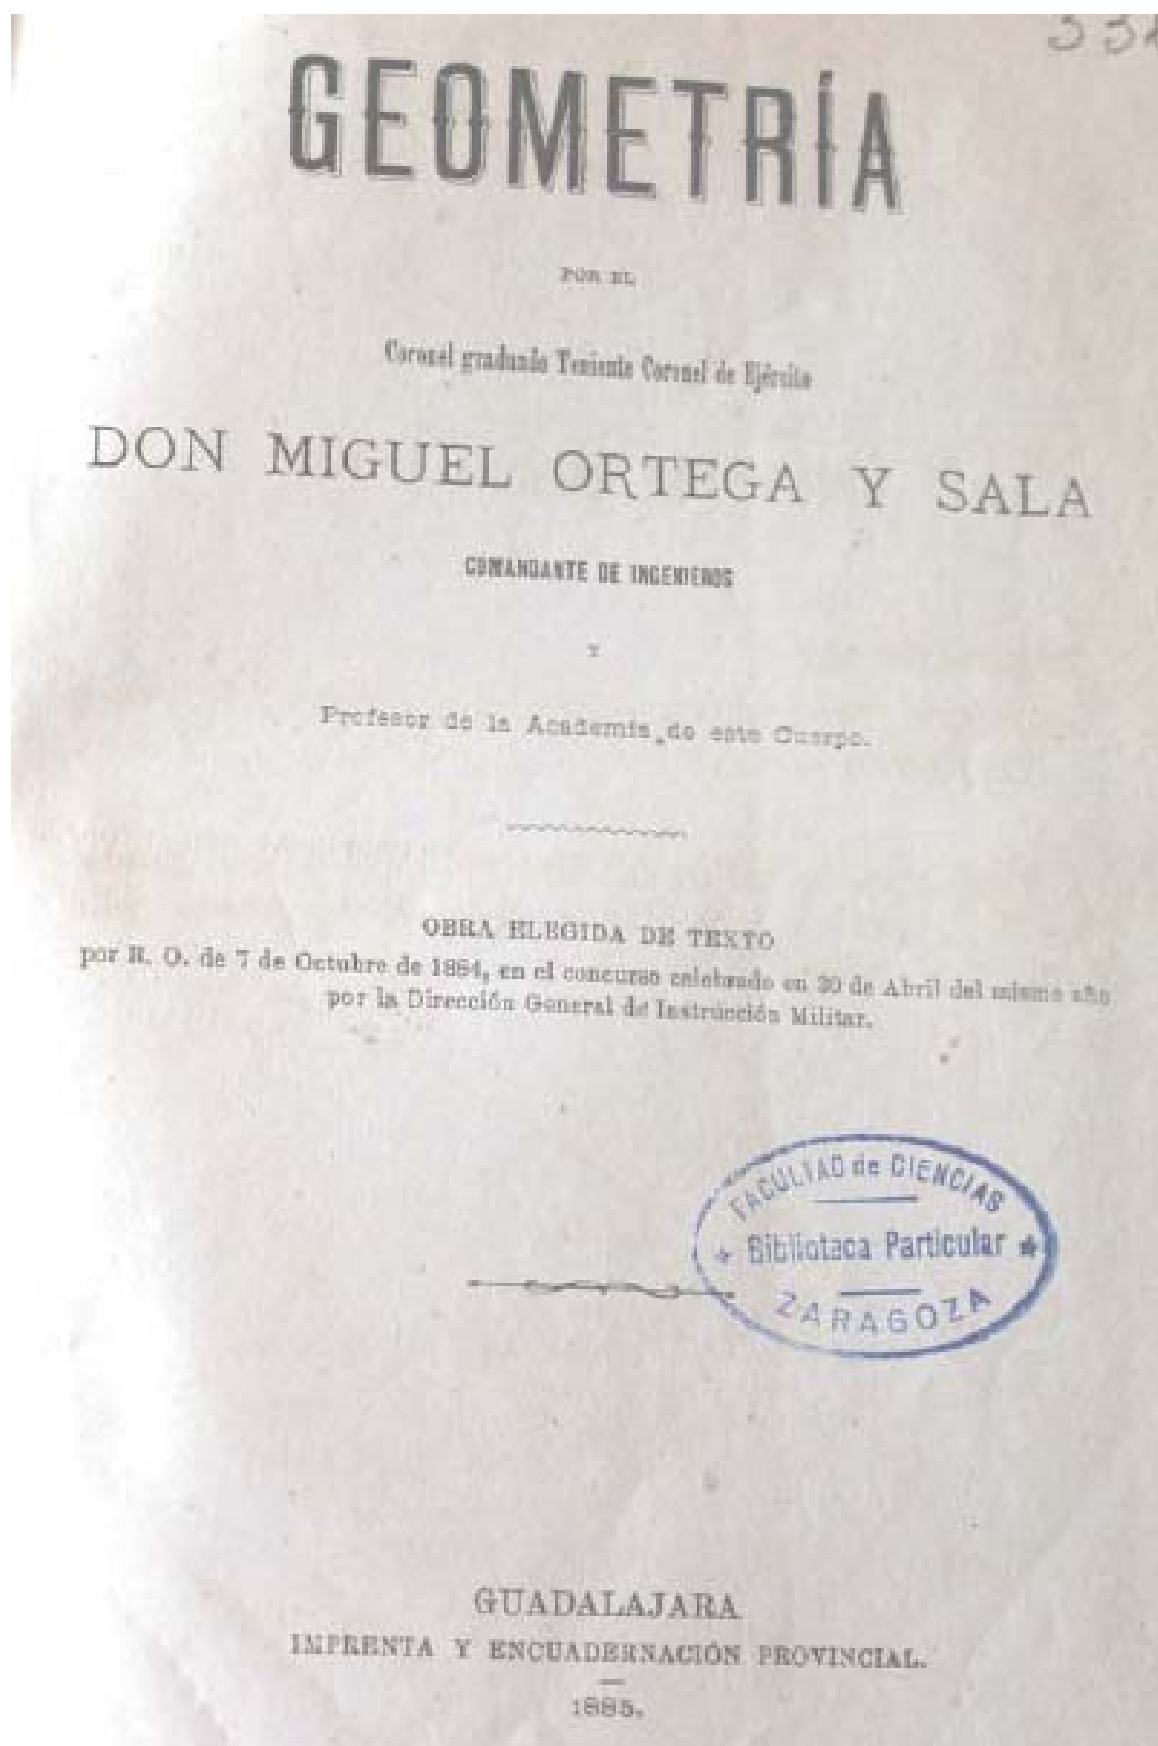 33
GEOMETRÍA
POR EL
Coronel graduado Teniente Coronel de Ejército
DON MIGUEL ORTEGA Y SALA
COMANDANTE DE INGENIEROS
Y
Profesor de la Academia de este Cuerpo.
OBRA ELEGIDA DE TEXTO
por R. O. de 7 de Octubre de 1884, en el concurso celebrado en 30 de Abril del mismo año
por la Dirección General de Instrucción Militar.
FACULTAD de CIENCIAS
Biblioteca Particular
ZARAGOZA
GUADALAJARA
IMPRENTA Y ENCUADERNACIÓN PROVINCIAL.
1885.